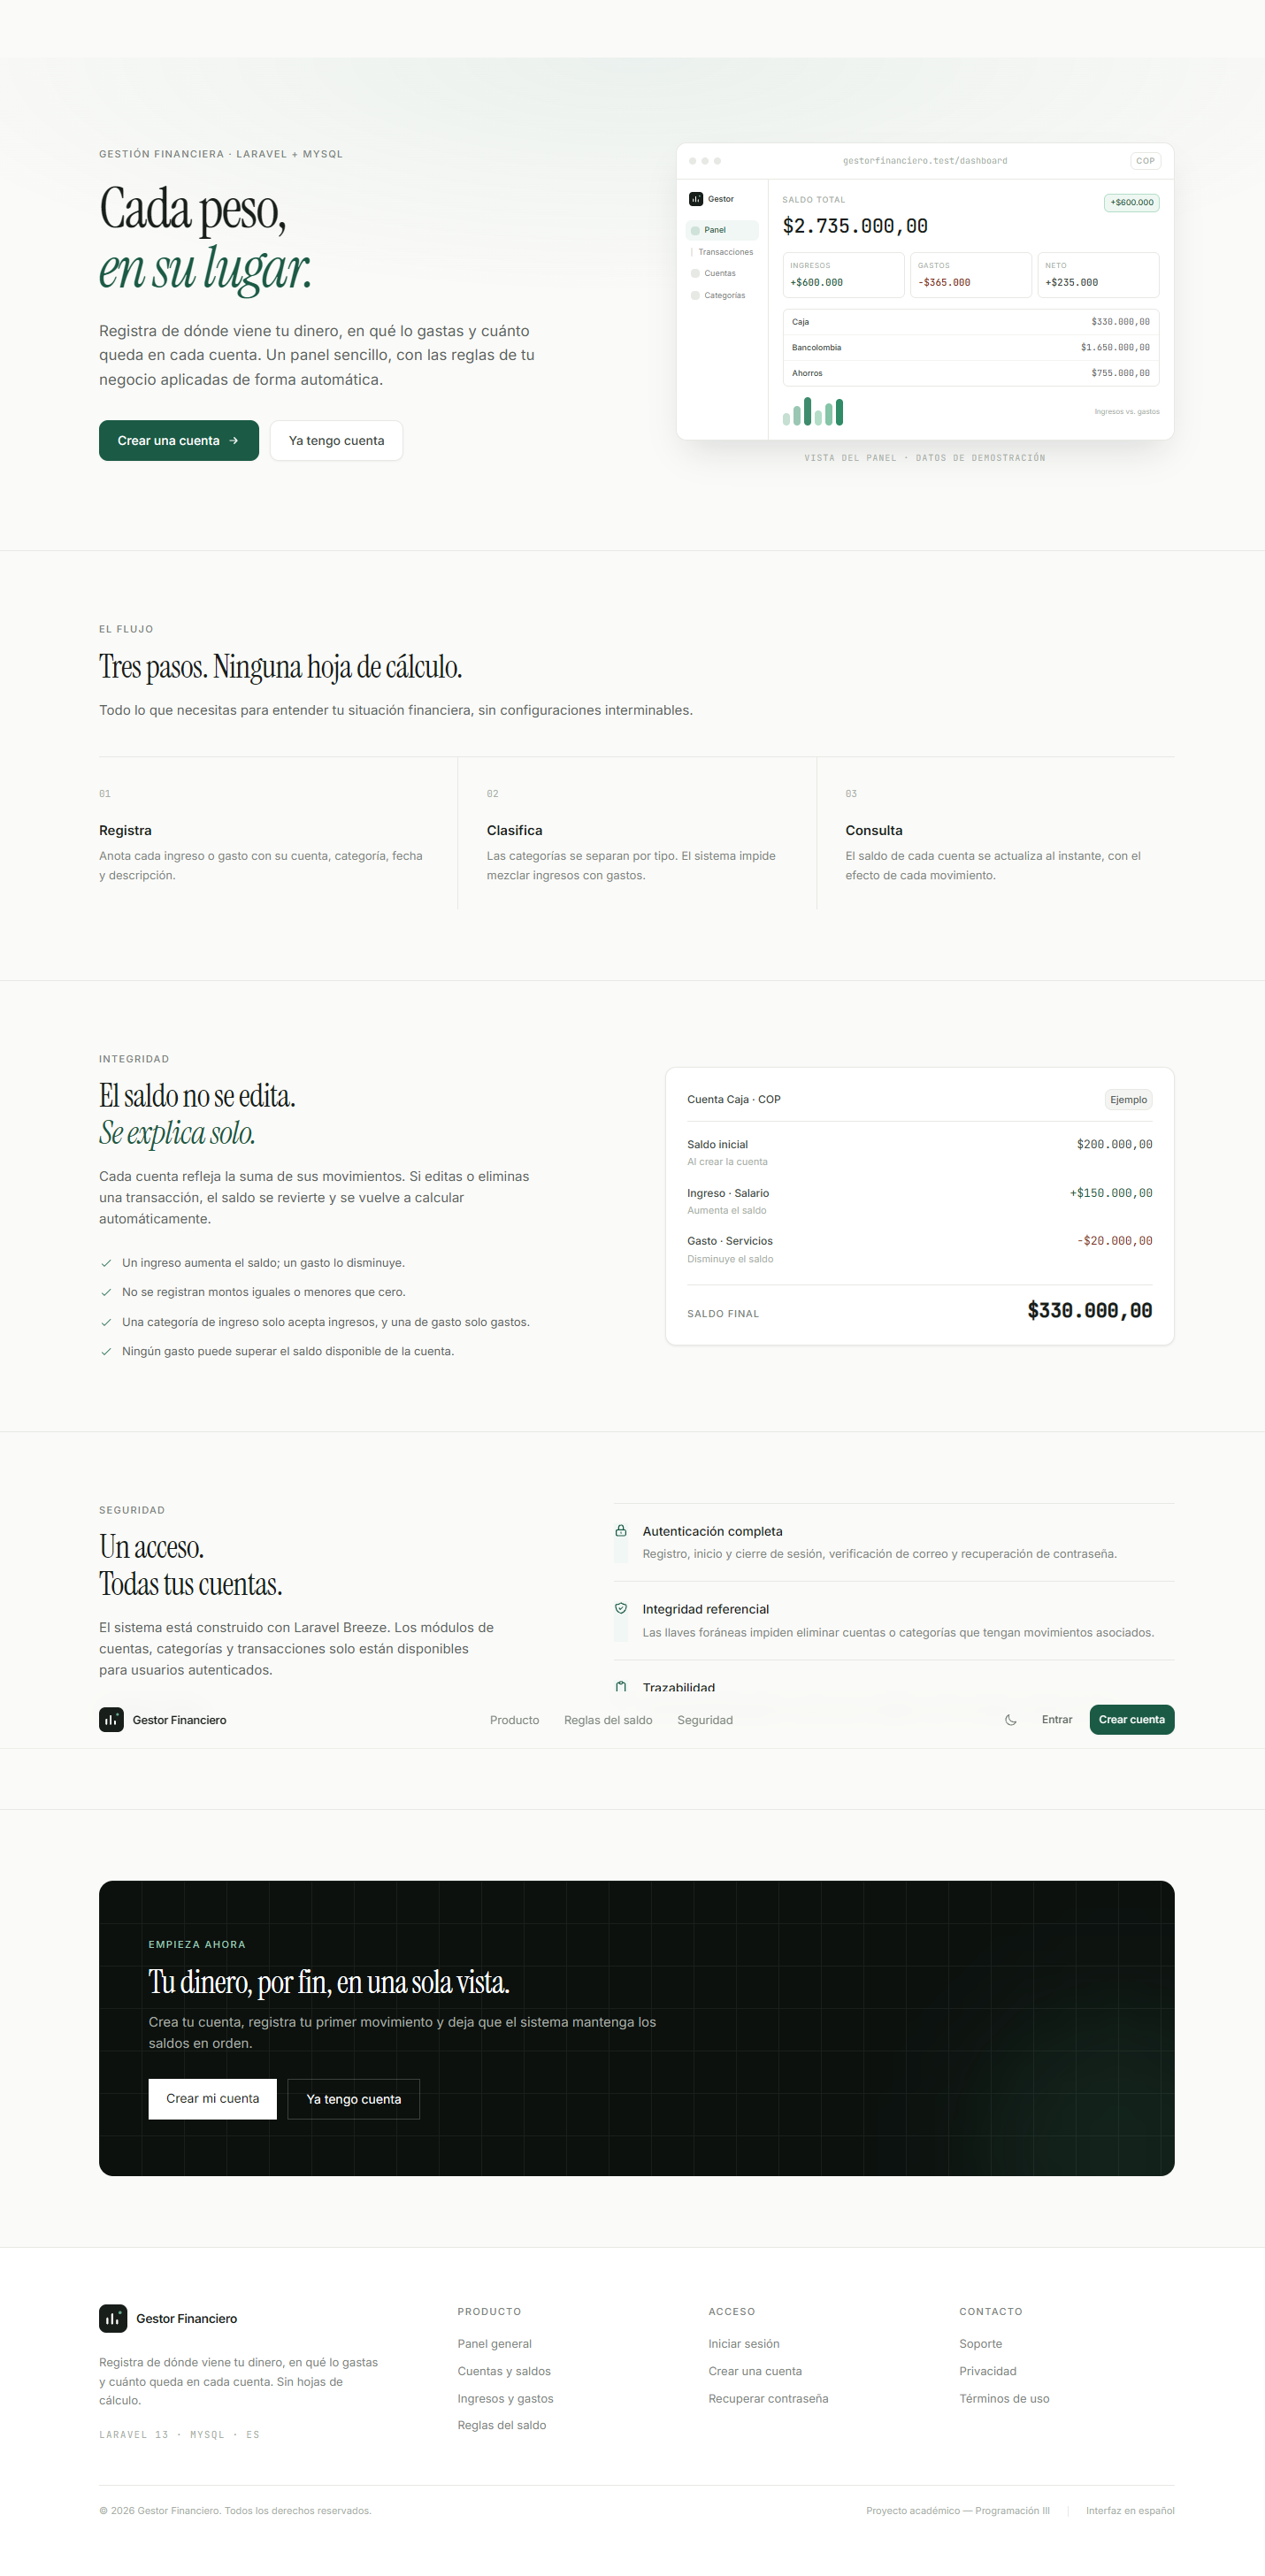 GESTIÓN FINANCIERA · LARAVEL + MYSQL
Cada peso,
en su lugar.
Registra de dónde viene tu dinero, en qué lo gastas y cuánto
queda en cada cuenta. Un panel sencillo, con las reglas de tu
negocio aplicadas de forma automática.
Crear una cuenta →
Ya tengo cuenta
gestorfinanciero.test/dashboard
COP
Gestor
Panel
Transacciones
Cuentas
Categorías
SALDO TOTAL
+$600.000
$2.735.000,00
INGRESOS
+$600.000
GASTOS
-$365.000
NETO
+$235.000
Caja $330.000,00
Bancolombia $1.650.000,00
Ahorros $755.000,00
Ingresos vs. gastos
VISTA DEL PANEL · DATOS DE DEMOSTRACIÓN
EL FLUJO
Tres pasos. Ninguna hoja de cálculo.
Todo lo que necesitas para entender tu situación financiera, sin configuraciones interminables.
01
Registra
Anota cada ingreso o gasto con su cuenta, categoría, fecha
y descripción.
02
Clasifica
Las categorías se separan por tipo. El sistema impide
mezclar ingresos con gastos.
03
Consulta
El saldo de cada cuenta se actualiza al instante, con el
efecto de cada movimiento.
INTEGRIDAD
El saldo no se edita.
Se explica solo.
Cada cuenta refleja la suma de sus movimientos. Si editas o eliminas
una transacción, el saldo se revierte y se vuelve a calcular
automáticamente.
Un ingreso aumenta el saldo; un gasto lo disminuye.
No se registran montos iguales o menores que cero.
Una categoría de ingreso solo acepta ingresos, y una de gasto solo gastos.
Ningún gasto puede superar el saldo disponible de la cuenta.
Cuenta Caja · COP
Ejemplo
Saldo inicial $200.000,00
Al crear la cuenta
Ingreso · Salario +$150.000,00
Aumenta el saldo
Gasto · Servicios -$20.000,00
Disminuye el saldo
SALDO FINAL $330.000,00
SEGURIDAD
Un acceso.
Todas tus cuentas.
El sistema está construido con Laravel Breeze. Los módulos de
cuentas, categorías y transacciones solo están disponibles
para usuarios autenticados.
Autenticación completa
Registro, inicio y cierre de sesión, verificación de correo y recuperación de contraseña.
Integridad referencial
Las llaves foráneas impiden eliminar cuentas o categorías que tengan movimientos asociados.
Trazabilidad
Gestor Financiero
Producto
Reglas del saldo
Seguridad
Entrar
Crear cuenta
EMPIEZA AHORA
Tu dinero, por fin, en una sola vista.
Crea tu cuenta, registra tu primer movimiento y deja que el sistema mantenga los
saldos en orden.
Crear mi cuenta
Ya tengo cuenta
Gestor Financiero
Registra de dónde viene tu dinero, en qué lo gastas
y cuánto queda en cada cuenta. Sin hojas de
cálculo.
LARAVEL 13 · MYSQL · ES
PRODUCTO
Panel general
Cuentas y saldos
Ingresos y gastos
Reglas del saldo
ACCESO
Iniciar sesión
Crear una cuenta
Recuperar contraseña
CONTACTO
Soporte
Privacidad
Términos de uso
© 2026 Gestor Financiero. Todos los derechos reservados.
Proyecto académico — Programación III | Interfaz en español